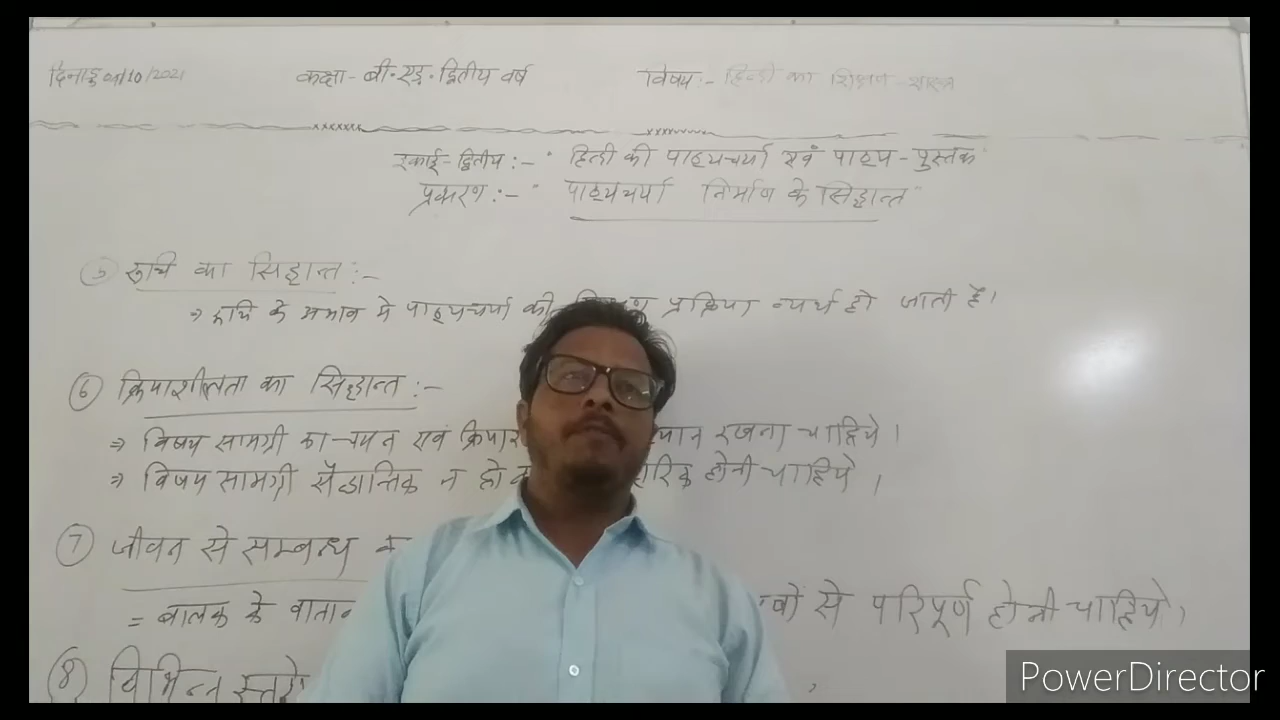 दिनाङ्क 01/10/2021 कक्षा - बी.एड्. द्वितीय वर्ष विषय :- हिन्दी का शिक्षण - शास्त्र
इकाई - द्वितीय :- " हिन्दी की पाठ्यचर्या एवं पाठ्य - पुस्तक "
प्रकरण :- " पाठ्यचर्या निर्माण के सिद्धान्त "
5 रूचि का सिद्धान्त :-
⇒ रूचि के अभाव मे पाठ्यचर्या की प्रक्रिया व्यर्थ हो जाती है।
6 क्रियाशीलता का सिद्धान्त :-
⇒ विषय सामग्री का चयन एवं रखना चाहिये।
⇒ विषय सामग्री सैद्धान्तिक न हो होनी चाहिये।
7 जीवन से सम्बन्ध
= बालक के से परिपूर्ण होनी चाहिये।
(8) विभिन्न
PowerDirector